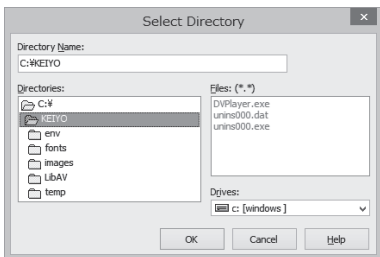 Select Directory
×
Directory Name:
C:¥KEIYO
Directories:
Files: (*.*)
C:¥
KEIYO
env
fonts
images
LibAV
temp
DVPlayer.exe
unins000.dat
unins000.exe
Drives:
c: [windows ]
OK
Cancel
Help